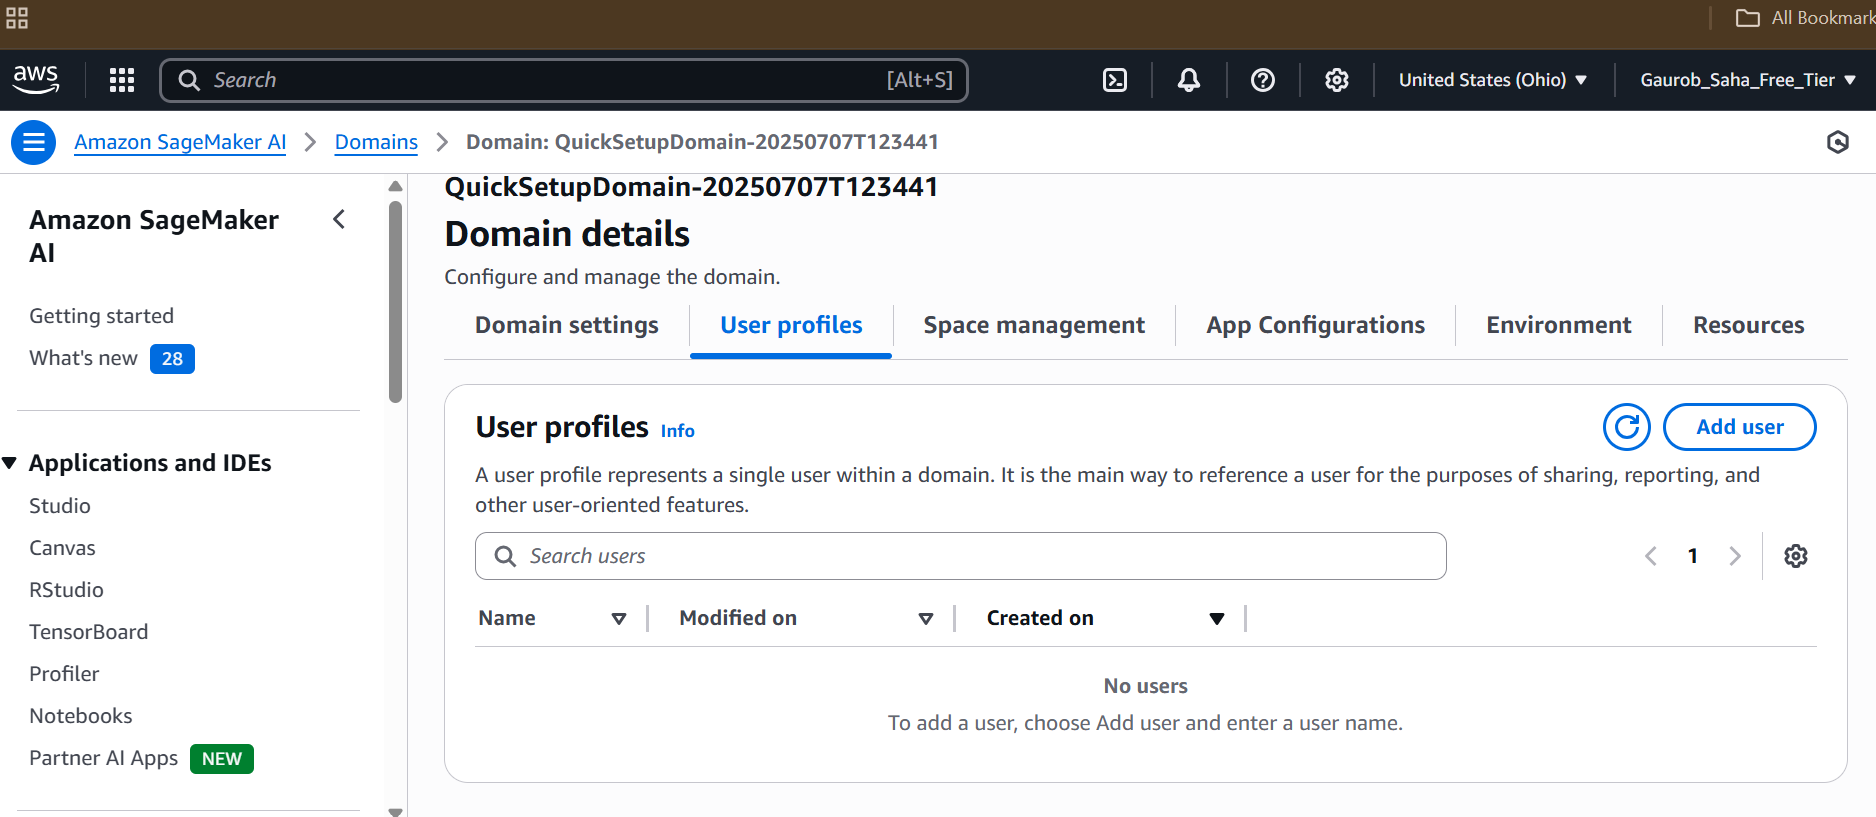 All Bookmark
aws
Search
[Alt+S]
United States (Ohio)
Gaurob_Saha_Free_Tier
Amazon SageMaker AI
Domains
Domain: QuickSetupDomain-20250707T123441
Amazon SageMaker
AI
Getting started
What's new 28
Applications and IDEs
Studio
Canvas
RStudio
TensorBoard
Profiler
Notebooks
Partner AI Apps NEW
QuickSetupDomain-20250707T123441
Domain details
Configure and manage the domain.
Domain settings
User profiles
Space management
App Configurations
Environment
Resources
User profiles Info
Add user
A user profile represents a single user within a domain. It is the main way to reference a user for the purposes of sharing, reporting, and
other user-oriented features.
Search users
1
Name
Modified on
Created on
No users
To add a user, choose Add user and enter a user name.